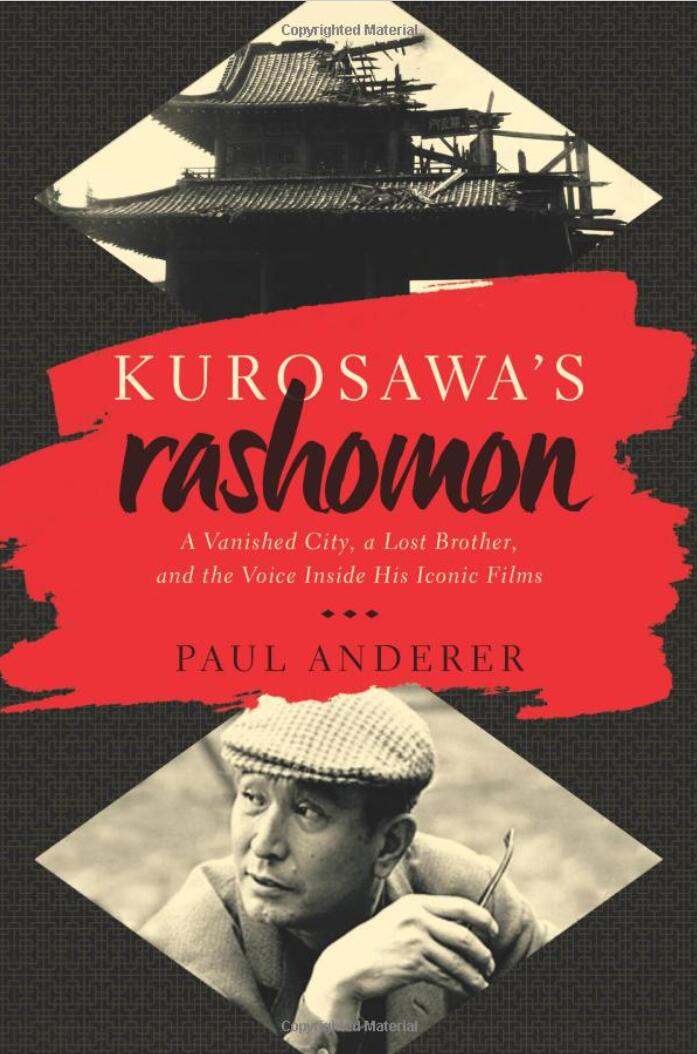 Copyrighted Material
KUROSAWA'S
rashomon
A Vanished City, a Lost Brother,
and the Voice Inside His Iconic Films
PAUL ANDERER
Copyrighted Material